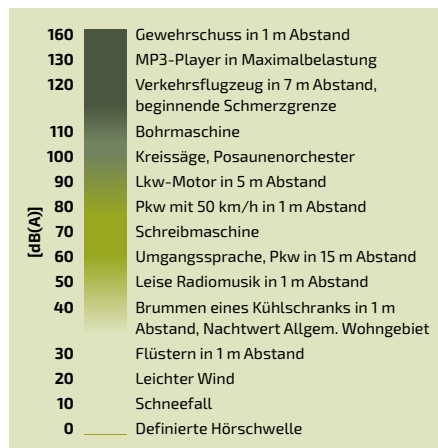 160 Gewehrschuss in 1 m Abstand
130 MP3-Player in Maximalbelastung
120 Verkehrsflugzeug in 7 m Abstand,
beginnende Schmerzgrenze
110 Bohrmaschine
100 Kreissäge, Posaunenorchester
90 Lkw-Motor in 5 m Abstand
80 Pkw mit 50 km/h in 1 m Abstand
70 Schreibmaschine
60 Umgangssprache, Pkw in 15 m Abstand
50 Leise Radiomusik in 1 m Abstand
40 Brummen eines Kühlschranks in 1 m
Abstand, Nachtwert Allgem. Wohngebiet
30 Flüstern in 1 m Abstand
20 Leichter Wind
10 Schneefall
0 Definierte Hörschwelle
[dB(A)]